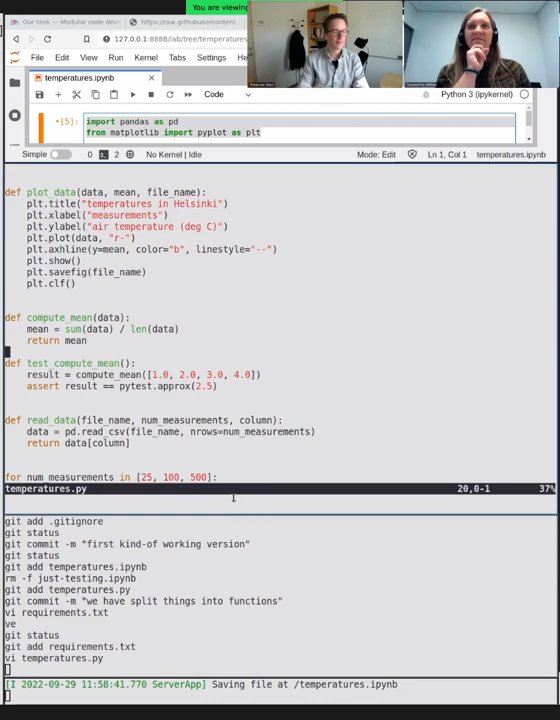 You are viewing
Our task — Modular code dev
https://raw.githubusercontent.
127.0.0.1:8888/lab/tree/temperatures
File Edit View Run Kernel Tabs Settings He
temperatures.ipynb
Code
Python 3 (ipykernel)
[5]:
import pandas as pd
from matplotlib import pyplot as plt
Simple 0 2 No Kernel | Idle Mode: Edit Ln 1, Col 1 temperatures.ipynb
def plot_data(data, mean, file_name):
    plt.title("temperatures in Helsinki")
    plt.xlabel("measurements")
    plt.ylabel("air temperature (deg C)")
    plt.plot(data, "r-")
    plt.axhline(y=mean, color="b", linestyle="--")
    plt.show()
    plt.savefig(file_name)
    plt.clf()
def compute_mean(data):
    mean = sum(data) / len(data)
    return mean
def test_compute_mean():
    result = compute_mean([1.0, 2.0, 3.0, 4.0])
    assert result == pytest.approx(2.5)
def read_data(file_name, num_measurements, column):
    data = pd.read_csv(file_name, nrows=num_measurements)
    return data[column]
for num_measurements in [25, 100, 500]:
temperatures.py 20,0-1 37%
git add .gitignore
git status
git commit -m "first kind-of working version"
git status
git add temperatures.ipynb
rm -f just-testing.ipynb
git add temperatures.py
git commit -m "we have split things into functions"
vi requirements.txt
ve
git status
git add requirements.txt
vi temperatures.py
[I 2022-09-29 11:58:41.770 ServerApp] Saving file at /temperatures.ipynb